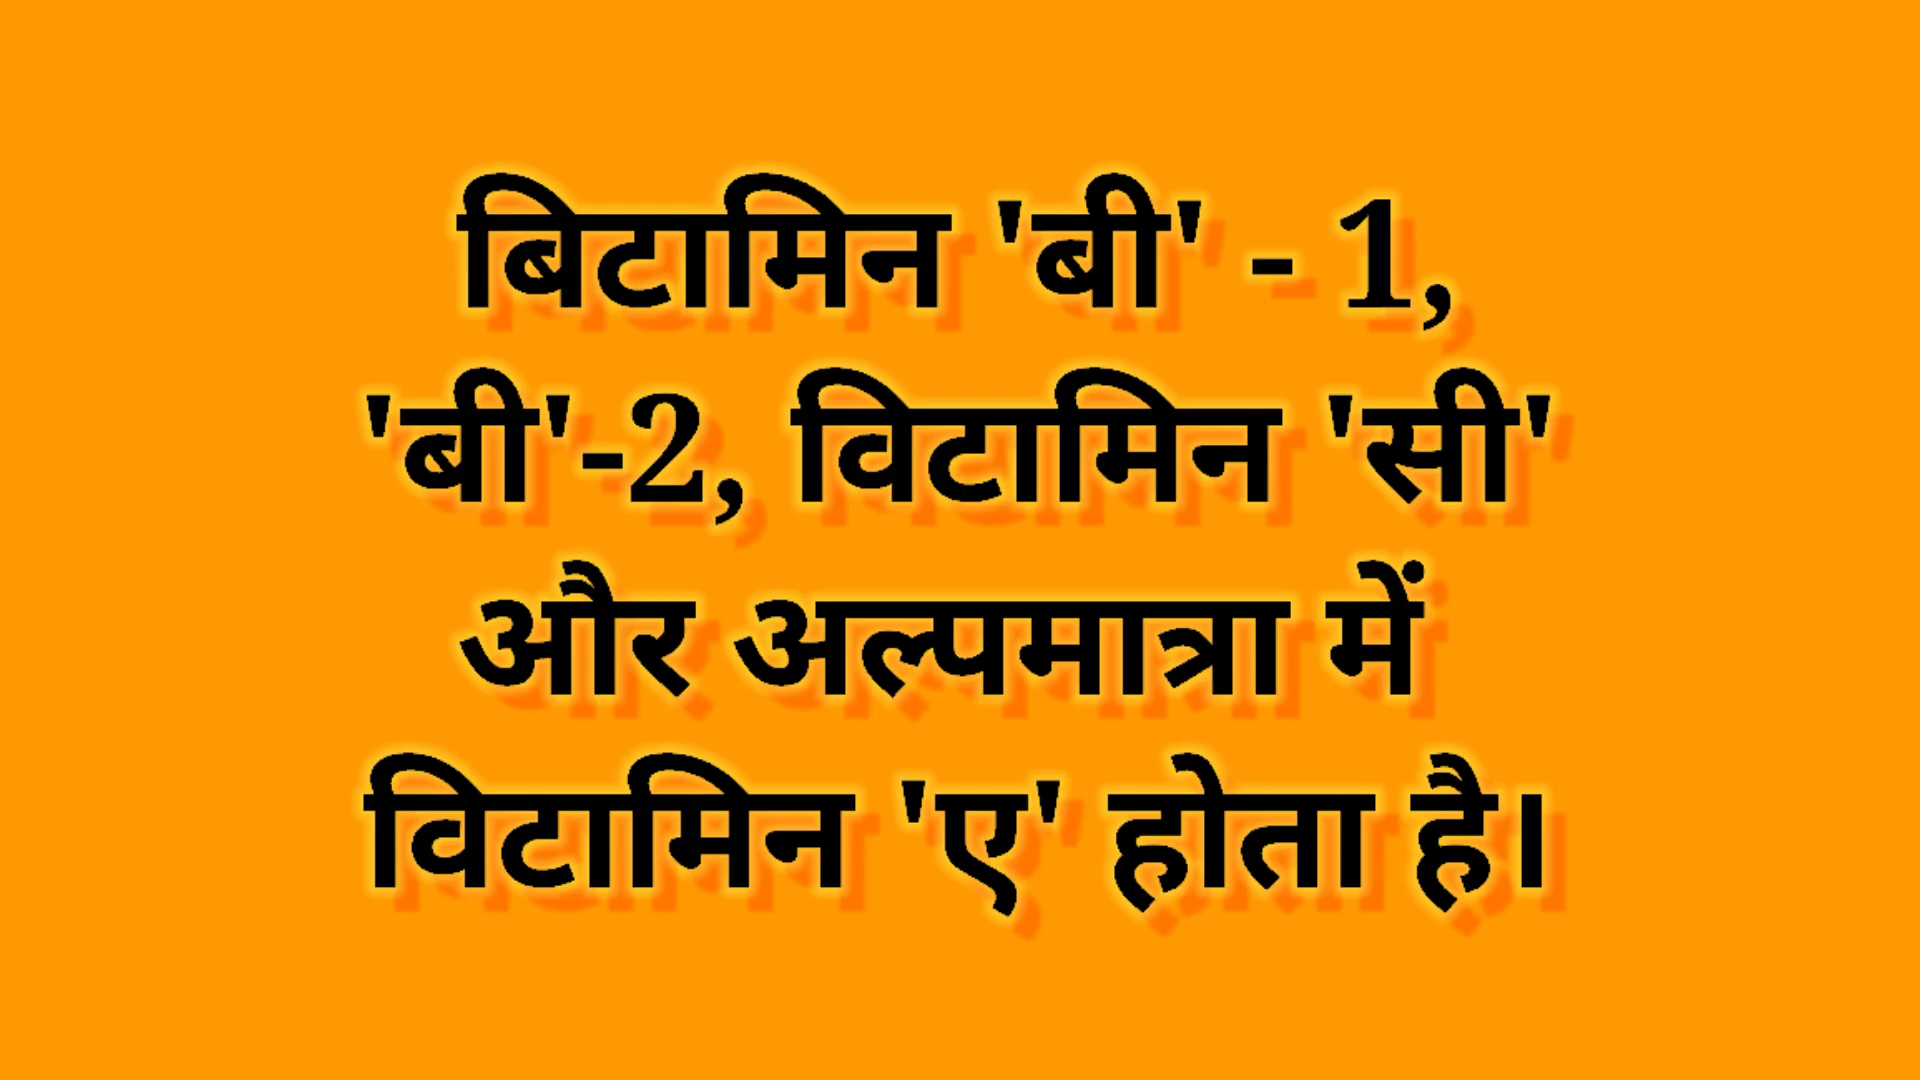 बिटामिन 'बी' - 1,
'बी'-2, विटामिन 'सी'
और अल्पमात्रा में
विटामिन 'ए' होता है।